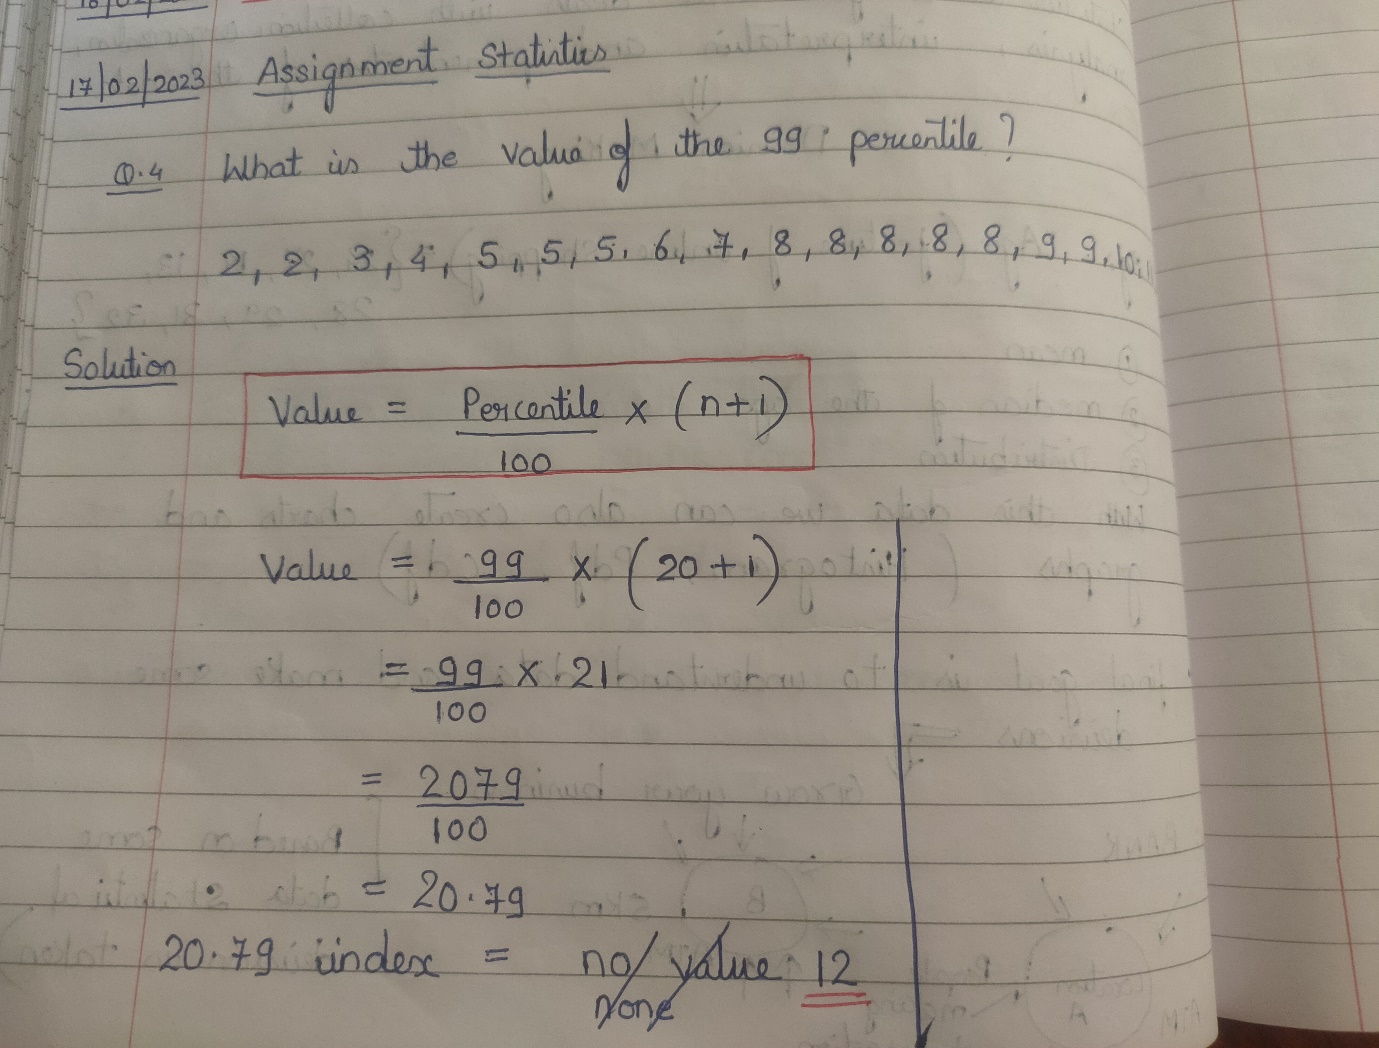 17/02/2023 Assignment Statistics
Q.4 What is the value of the 99 percentile?
2, 2, 3, 4, 5, 5, 5, 6, 7, 8, 8, 8, 8, 8, 9, 9, 10,
Solution
Value = Percentile / 100 x (n+1)
Value = 99 / 100 x (20+1)
= 99 / 100 x 21
= 2079 / 100
= 20.79
20.79 index = no value 12
none